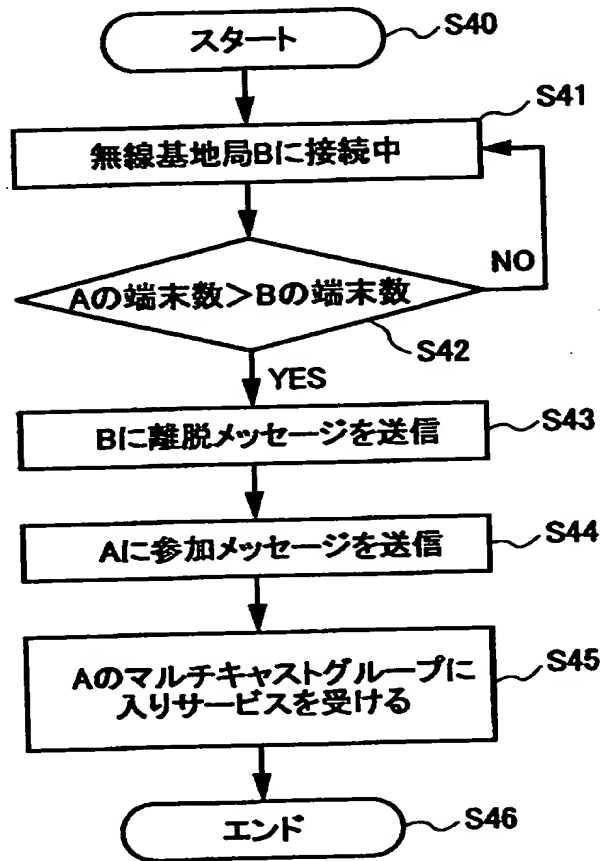 スタート
S40
S41
無線基地局Bに接続中
NO
Aの端末数>Bの端末数
S42
YES
Bに離脱メッセージを送信
S43
Aに参加メッセージを送信
S44
Aのマルチキャストグループに
入りサービスを受ける
S45
エンド
S46